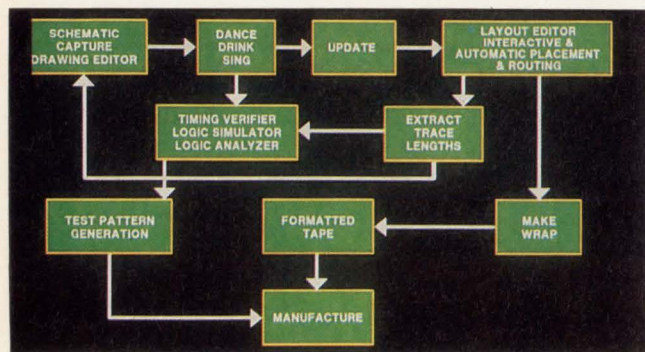 SCHEMATIC
CAPTURE
DRAWING EDITOR
DANCE
DRINK
SING
UPDATE
LAYOUT EDITOR
INTERACTIVE &
AUTOMATIC PLACEMENT
& ROUTING
TIMING VERIFIER
LOGIC SIMULATOR
LOGIC ANALYZER
EXTRACT
TRACE
LENGTHS
TEST PATTERN
GENERATION
FORMATTED
TAPE
MAKE
WRAP
MANUFACTURE